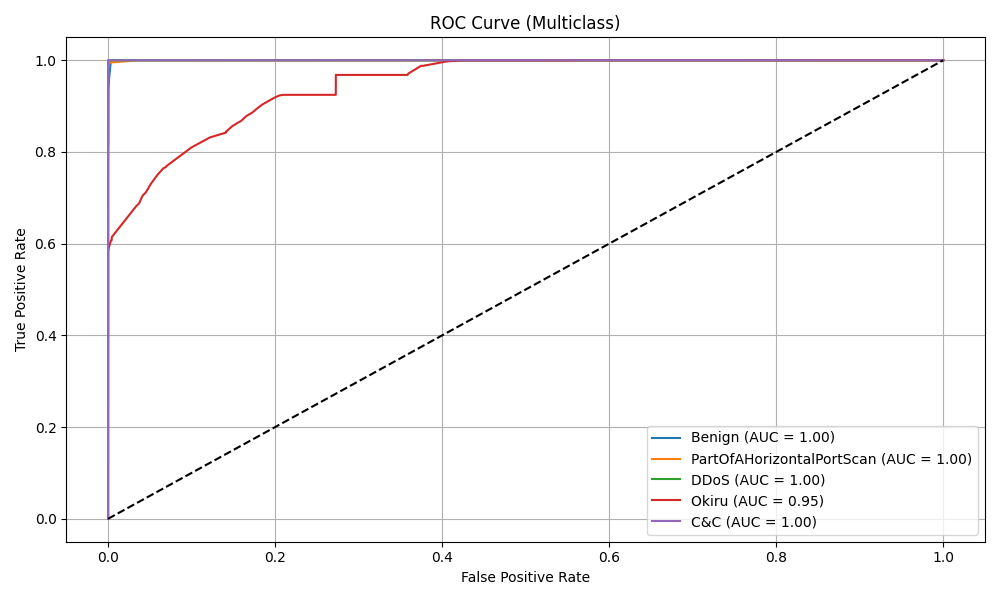 ROC Curve (Multiclass)
True Positive Rate
1.0
0.8
0.6
0.4
0.2
0.0
0.0 0.2 0.4 0.6 0.8 1.0
False Positive Rate
Benign (AUC = 1.00)
PartOfAHorizontalPortScan (AUC = 1.00)
DDoS (AUC = 1.00)
Okiru (AUC = 0.95)
C&C (AUC = 1.00)